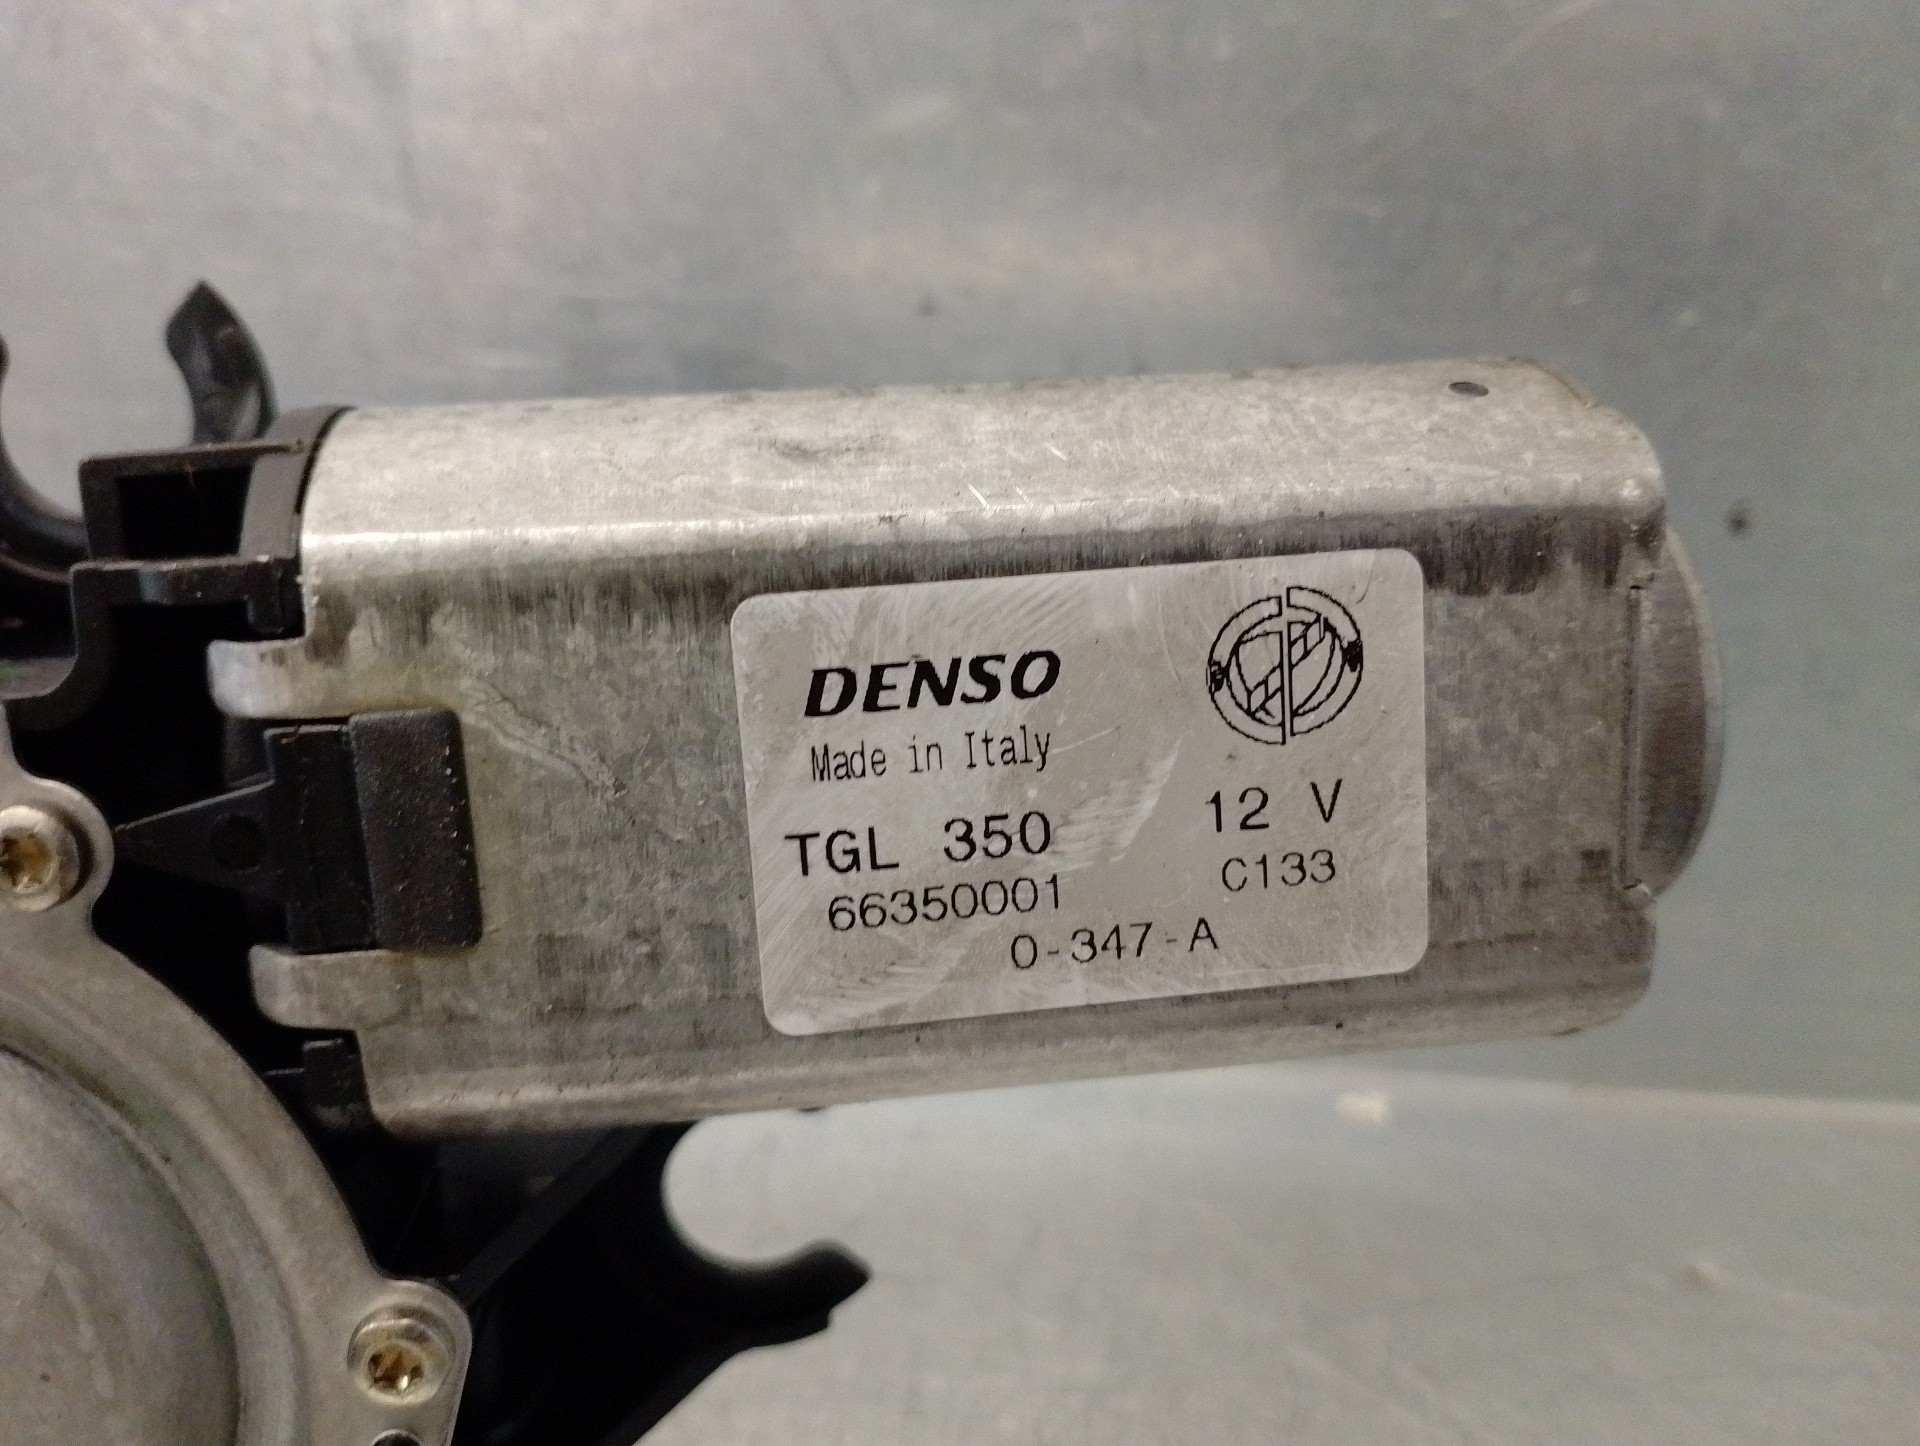 DENSO
Made in Italy
TGL 350 12 V
66350001 C133
0-347-A